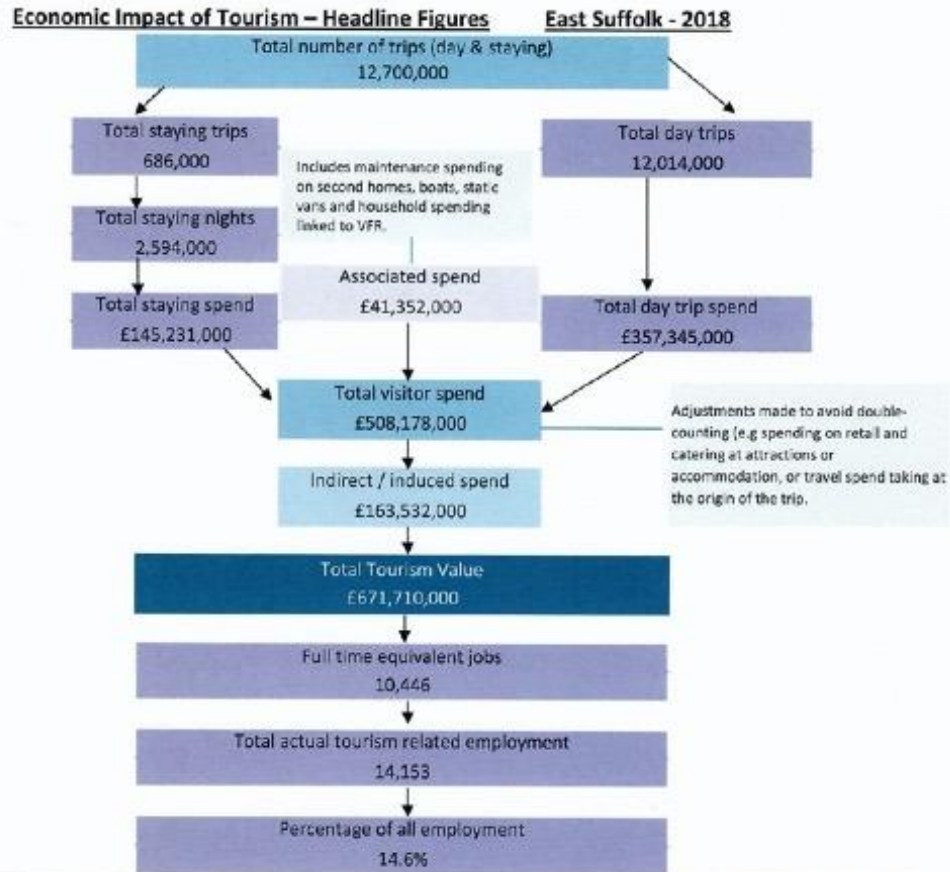 Economic Impact of Tourism – Headline Figures East Suffolk - 2018
Total number of trips (day & staying)
12,700,000
Total staying trips
686,000
Total day trips
12,014,000
Includes maintenance spending
on second homes, boats, static
vans and household spending
linked to VFR.
Total staying nights
2,594,000
Associated spend
£41,352,000
Total staying spend
£145,231,000
Total day trip spend
£357,345,000
Total visitor spend
£508,178,000
Adjustments made to avoid double-
counting (e.g spending on retail and
catering at attractions or
accommodation, or travel spend taking at
the origin of the trip.
Indirect / induced spend
£163,532,000
Total Tourism Value
£671,710,000
Full time equivalent jobs
10,446
Total actual tourism related employment
14,153
Percentage of all employment
14.6%